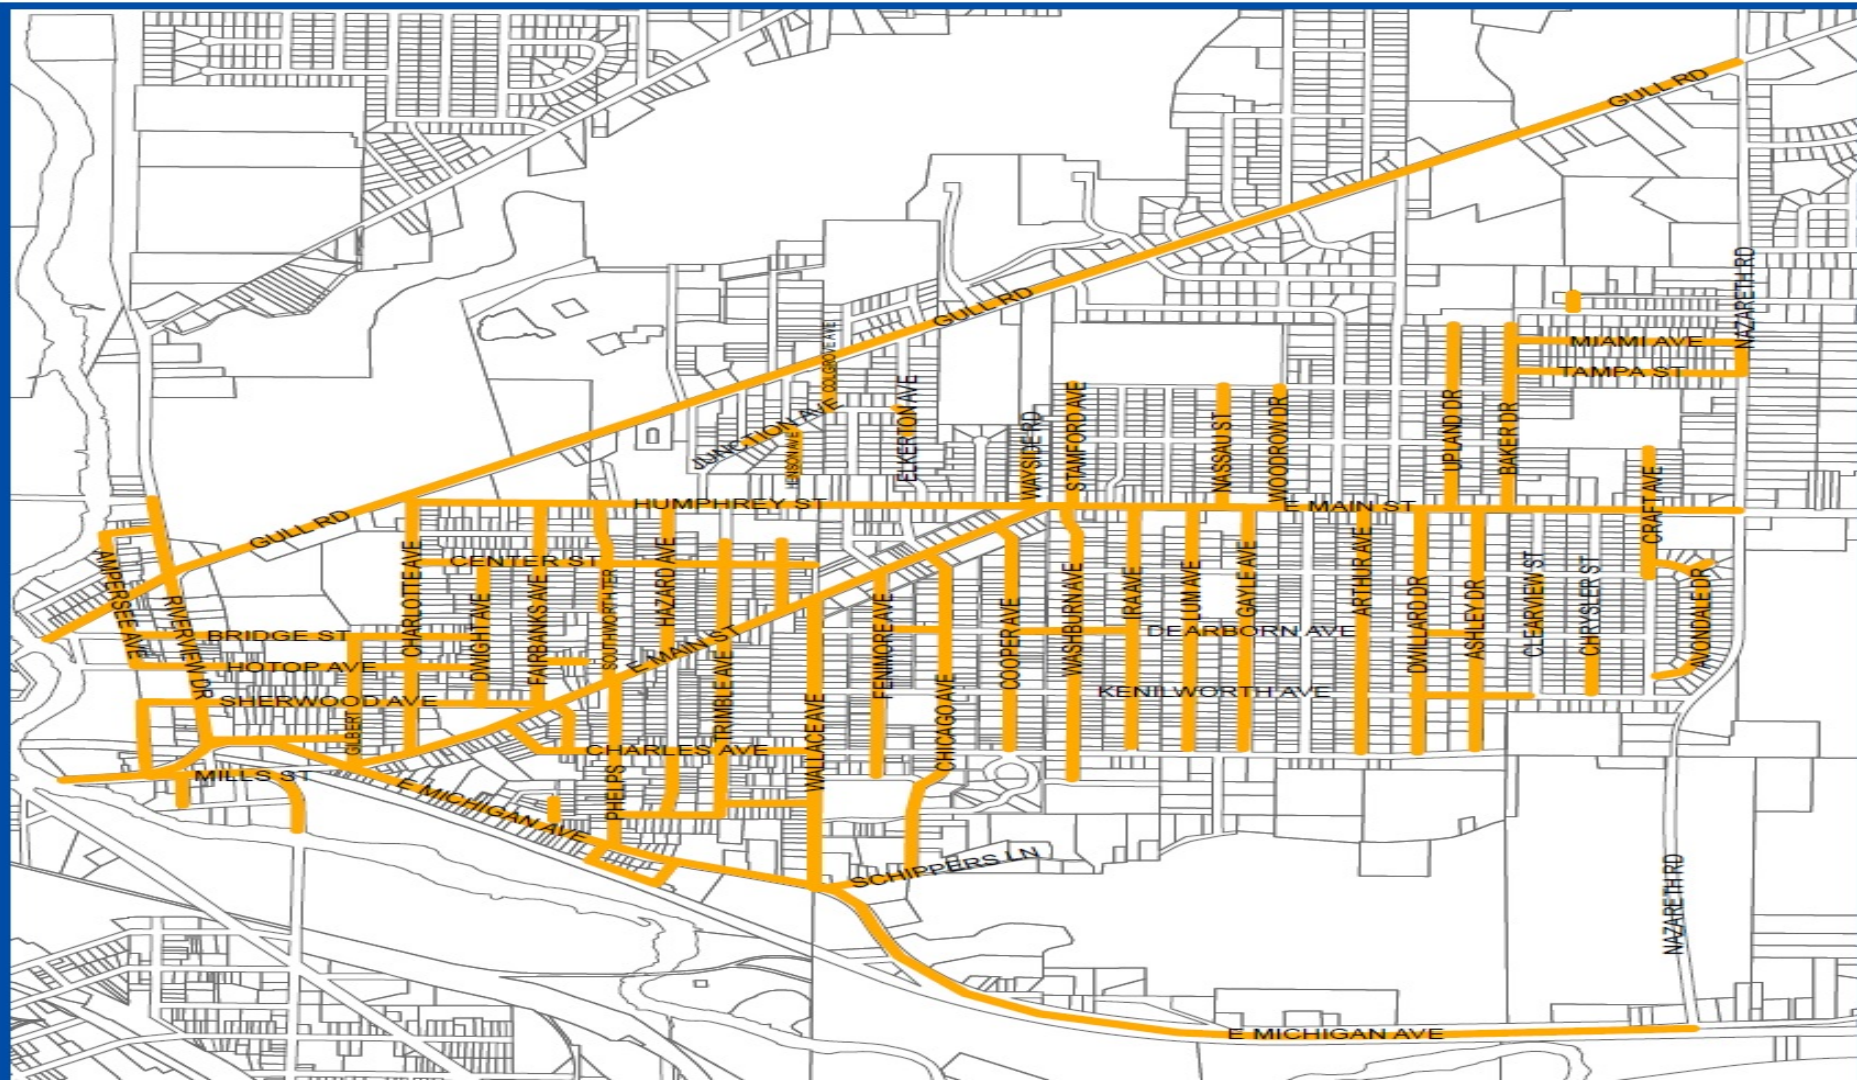 GULL RD
NAZARETH RD
GULL RD
COLGROVE AVE
MIAMI AVE
TAMPA ST
JUNCTION AVE
HENSON AVE
ELKERTON AVE
WAYSIDE RD
STAMFORD AVE
NASSAU ST
WOODROW DR
UPLAND DR
BAKER DR
CRAFT AVE
HUMPHREY ST
E MAIN ST
GULL RD
AMPERSEE AVE
RIVERVIEW DR
CHARLOTTE AVE
CENTER ST
DWIGHT AVE
FAIRBANKS AVE
SOUTHWORTH TER
HAZARD AVE
E MAIN ST
TRIMBLE AVE
WALLACE AVE
FENMORE AVE
CHICAGO AVE
COOPER AVE
WASHBURN AVE
IRA AVE
LUM AVE
GAYLE AVE
ARTHUR AVE
DWILLARD DR
ASHLEY DR
CLEARVIEW ST
CHRYSLER ST
AVONDALE DR
BRIDGE ST
DEARBORN AVE
HOTOP AVE
SHERWOOD AVE
KENILWORTH AVE
GILBERT
CHARLES AVE
MILLS ST
PHELPS
E MICHIGAN AVE
SCHIPPERS LN
NAZARETH RD
E MICHIGAN AVE